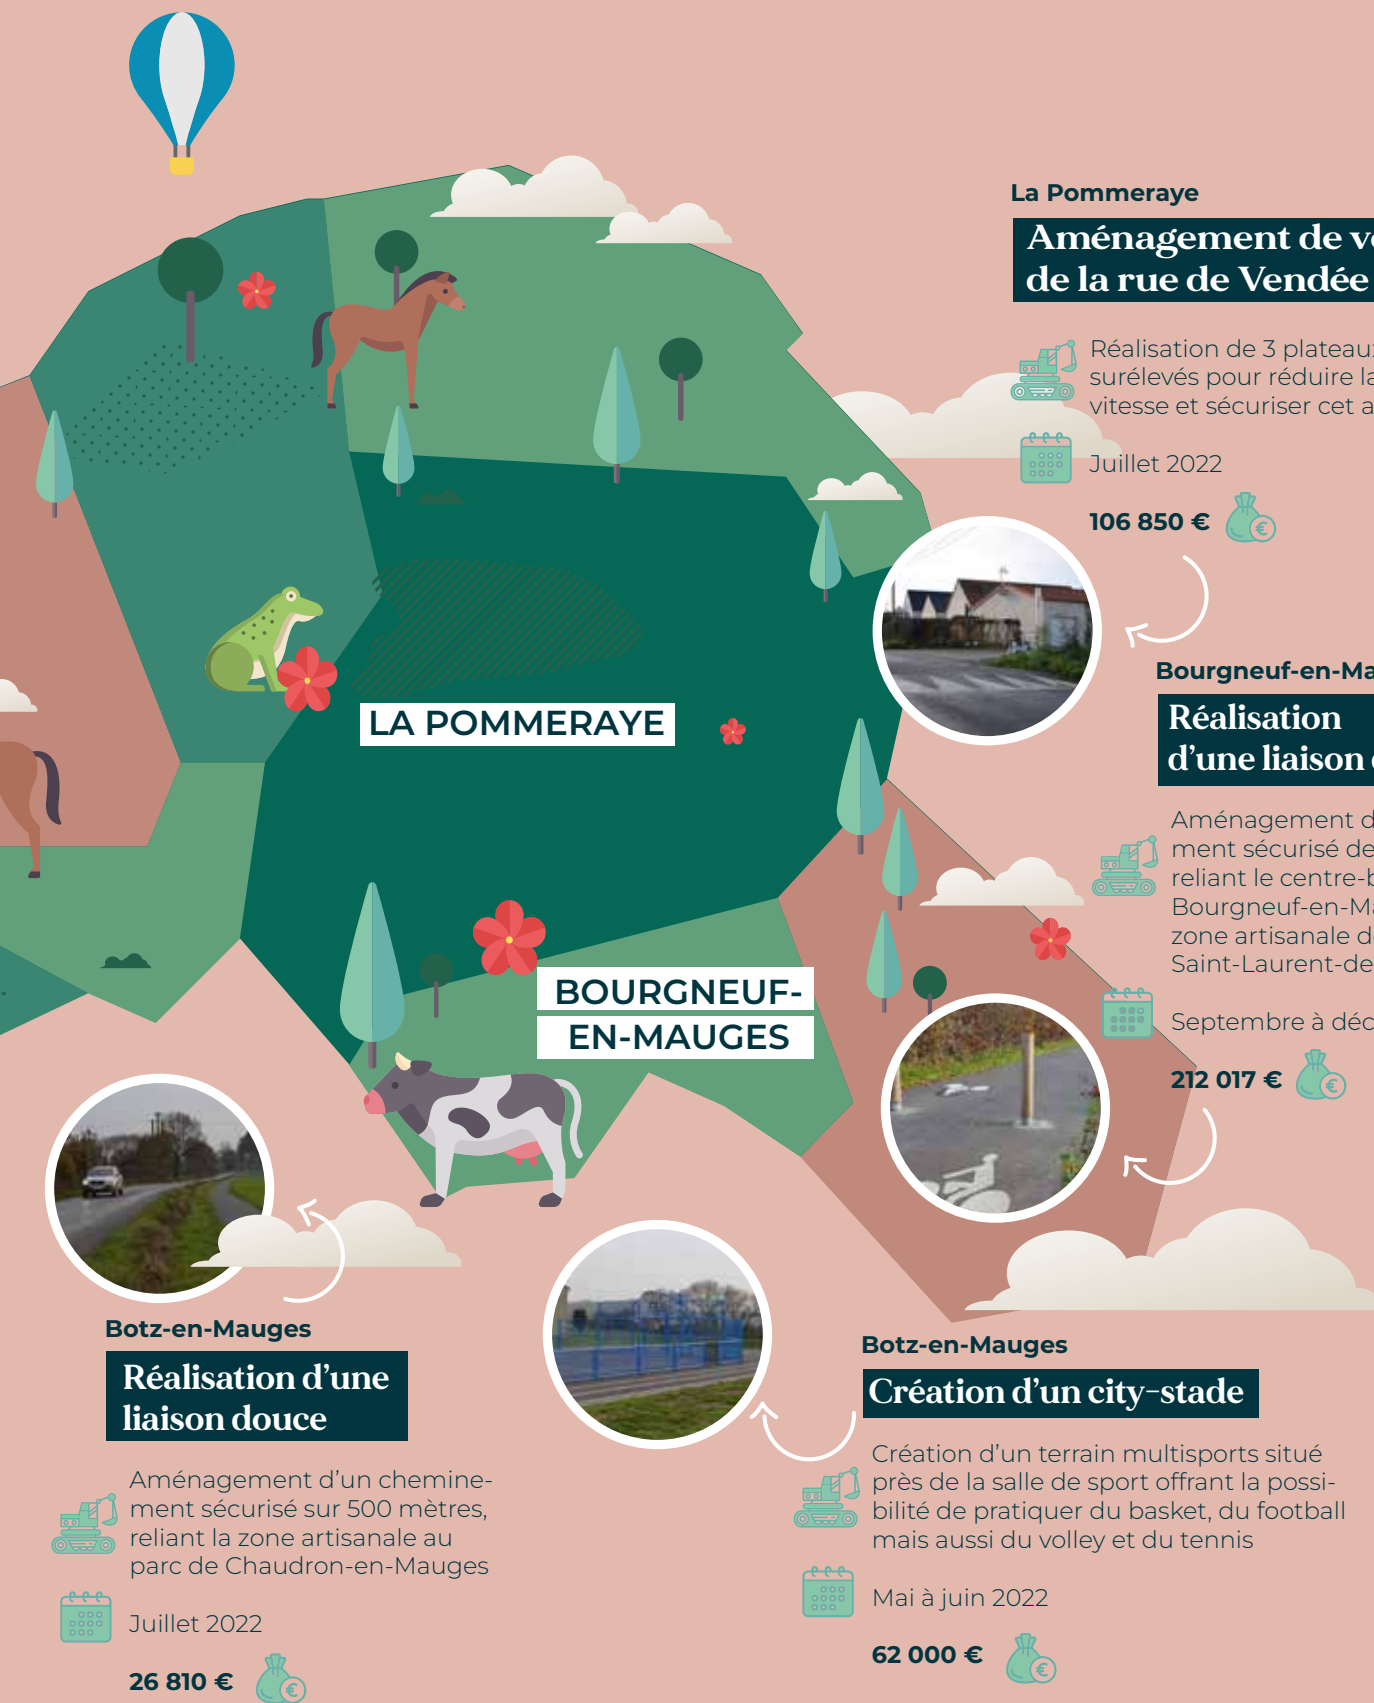 La Pommeraye
Aménagement de
de la rue de Vendée
Réalisation de 3 plateaux
surélevés pour réduire la
vitesse et sécuriser cet
Juillet 2022
106 850 €
LA POMMERAYE
Bourgneuf-en-
Réalisation
d'une liaison
Aménagement
ment sécurisé de
reliant le
Bourgneuf-en-
zone artisanale
Saint-Laurent-de
Septembre à
212 017 €
BOURGNEUF-
EN-MAUGES
Botz-en-Mauges
Réalisation d'une
liaison douce
Aménagement d'un chemine-
ment sécurisé sur 500 mètres,
reliant la zone artisanale au
parc de Chaudron-en-Mauges
Juillet 2022
26 810 €
Botz-en-Mauges
Création d'un city-stade
Création d'un terrain multisports situé
près de la salle de sport offrant la possi-
bilité de pratiquer du basket, du football
mais aussi du volley et du tennis
Mai à juin 2022
62 000 €